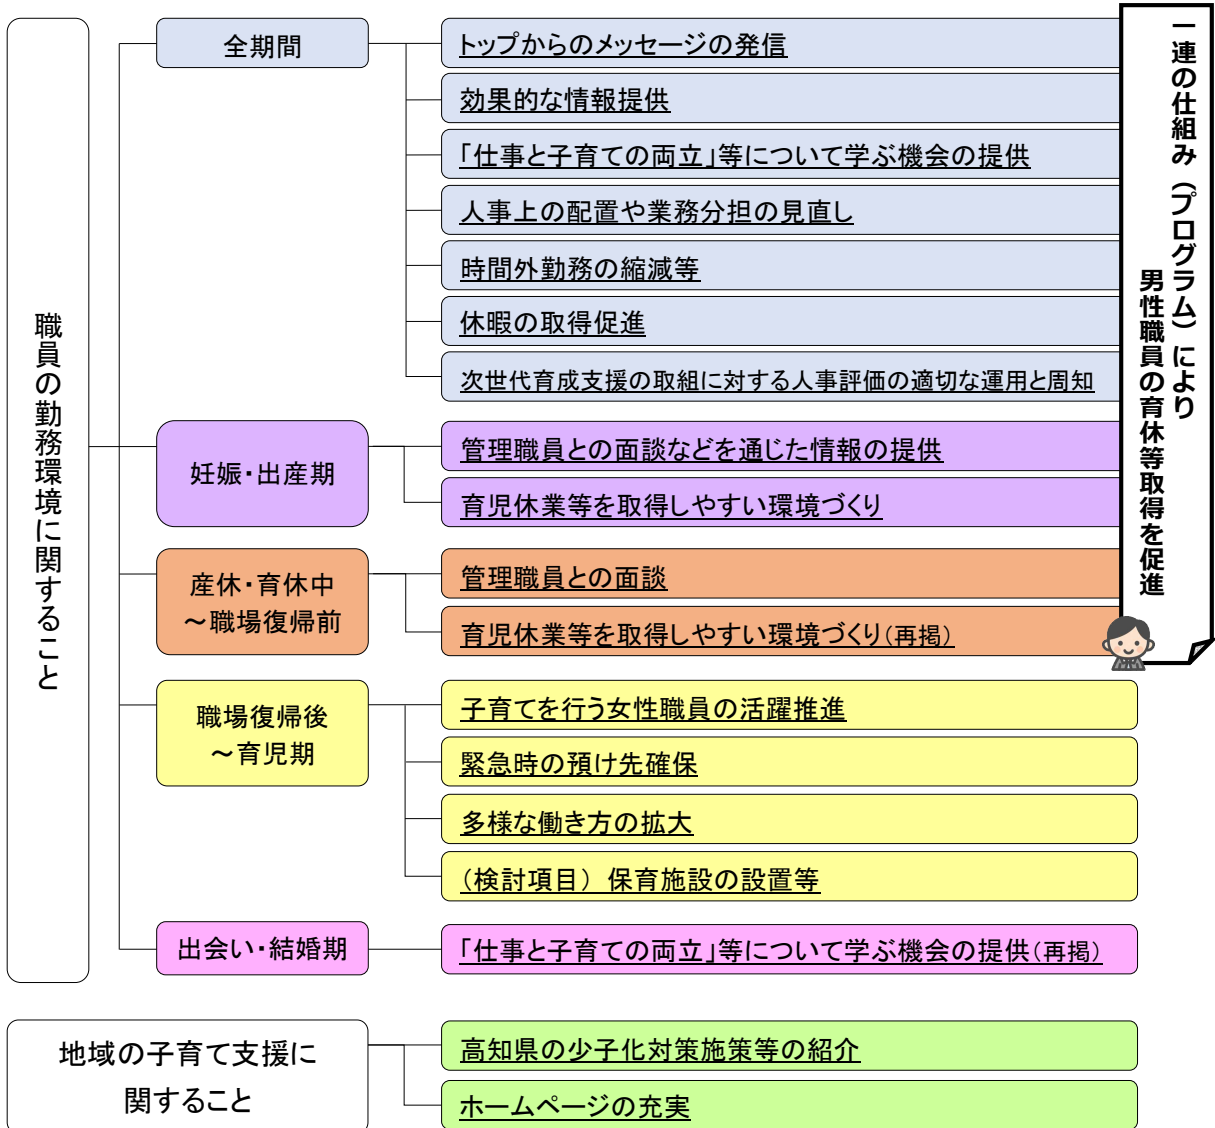 職員の勤務環境に関すること
全期間
トップからのメッセージの発信
効果的な情報提供
「仕事と子育ての両立」等について学ぶ機会の提供
人事上の配置や業務分担の見直し
時間外勤務の縮減等
休暇の取得促進
次世代育成支援の取組に対する人事評価の適切な運用と周知
妊娠・出産期
管理職員との面談などを通じた情報の提供
育児休業等を取得しやすい環境づくり
産休・育休中
～職場復帰前
管理職員との面談
育児休業等を取得しやすい環境づくり（再掲）
職場復帰後
～育児期
子育てを行う女性職員の活躍推進
緊急時の預け先確保
多様な働き方の拡大
（検討項目）保育施設の設置等
出会い・結婚期
「仕事と子育ての両立」等について学ぶ機会の提供（再掲）
一連の仕組み（プログラム）により
男性職員の育休等取得を促進
地域の子育て支援に
関すること
高知県の少子化対策施策等の紹介
ホームページの充実